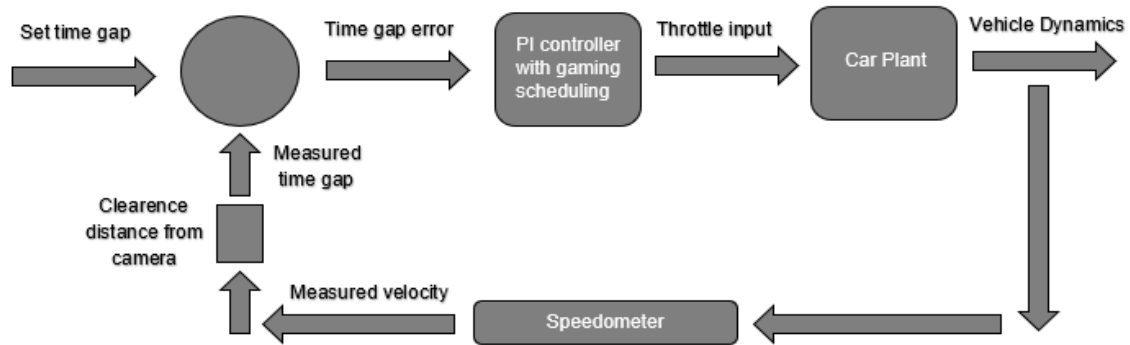 Set time gap
Time gap error
PI controller
with gaming
scheduling
Throttle input
Car Plant
Vehicle Dynamics
Measured
time gap
Clearence
distance from
camera
Measured velocity
Speedometer